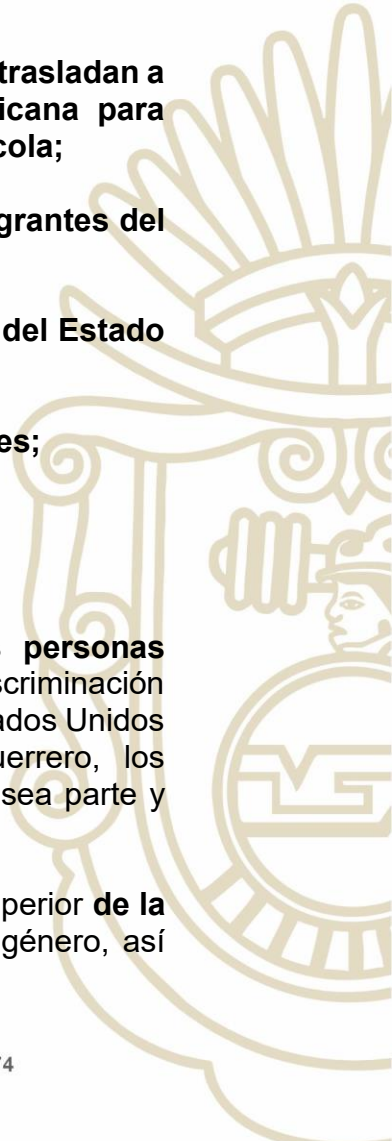 trasladan a
icana para
cola;
grantes del
del Estado
es;
personas
scriminación
ados Unidos
uerrero, los
sea parte y
perior de la
género, así
74